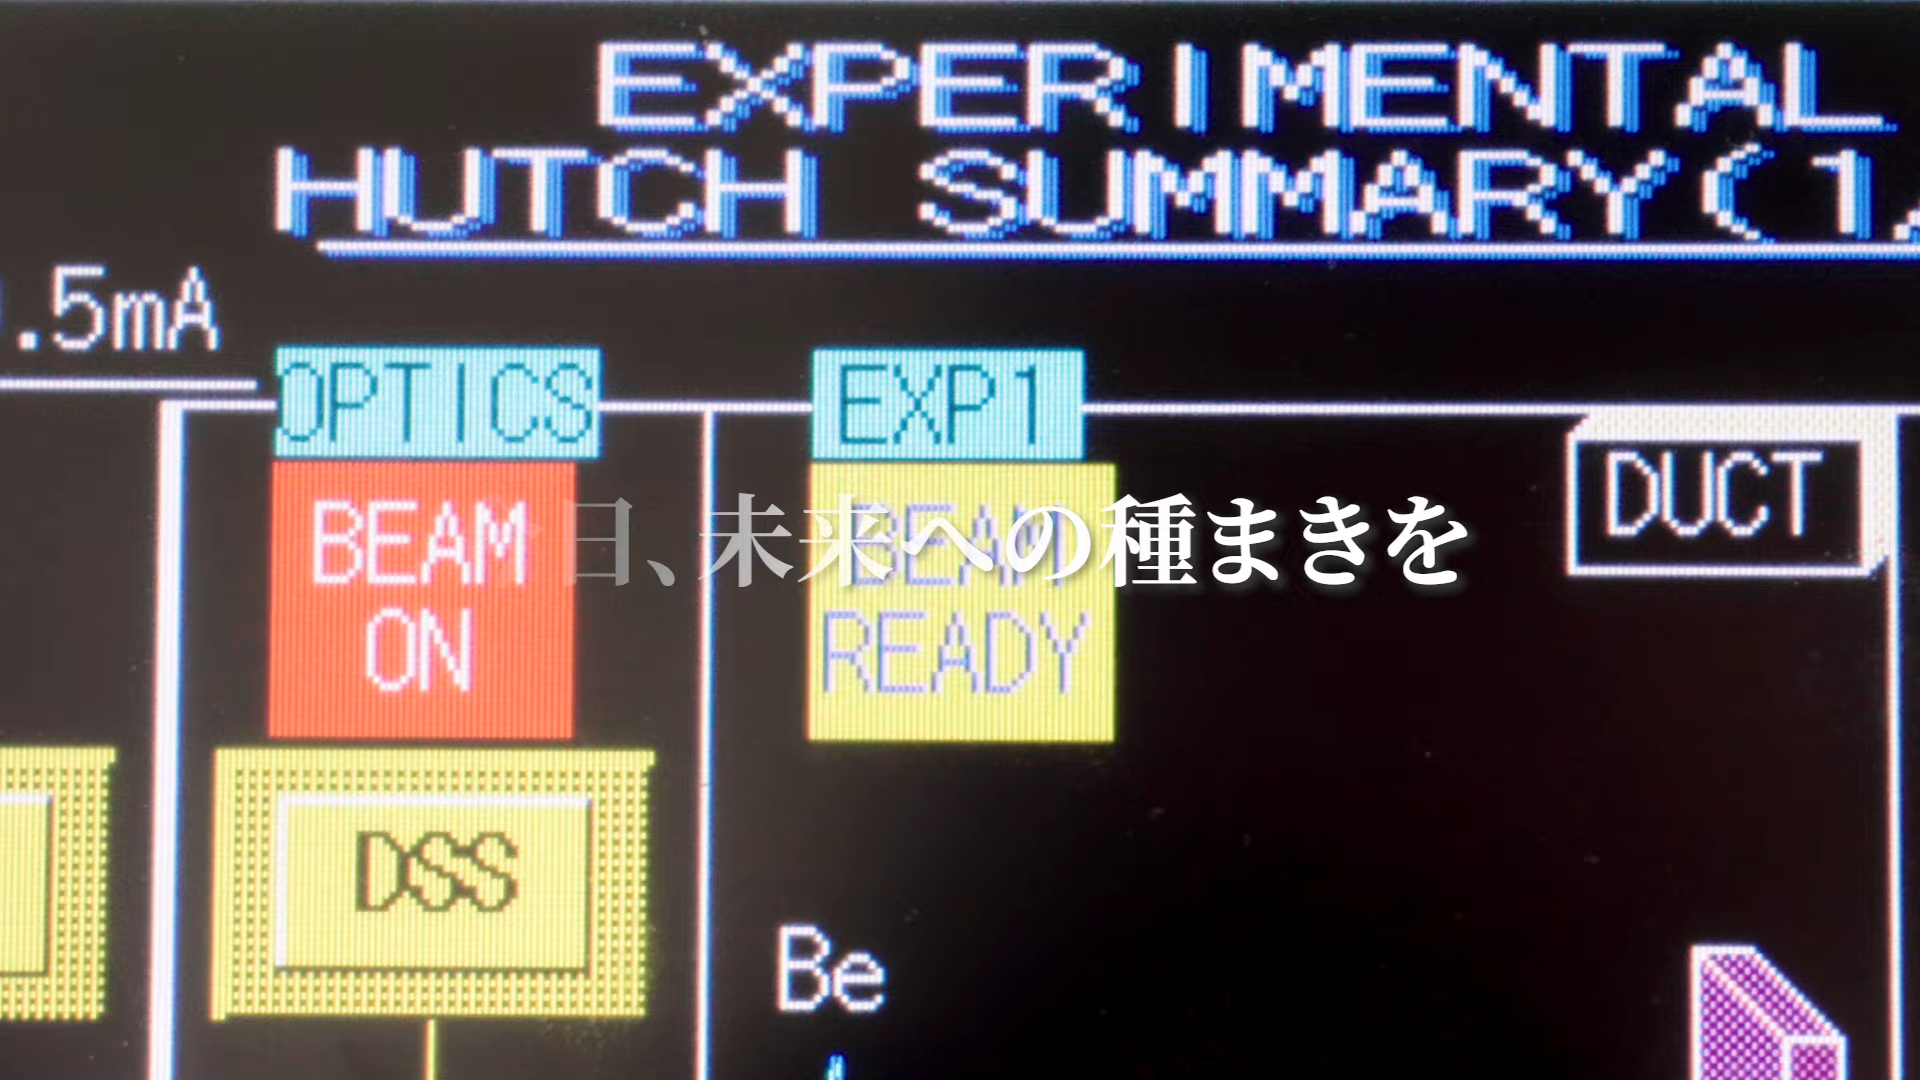 EXPERIMENTAL
HUTCH SUMMARY(1/
.5mA
OPTICS
EXP1
DUCT
BEAM
ON
BEAM
READY
日、未来への種まきを
DSS
Be